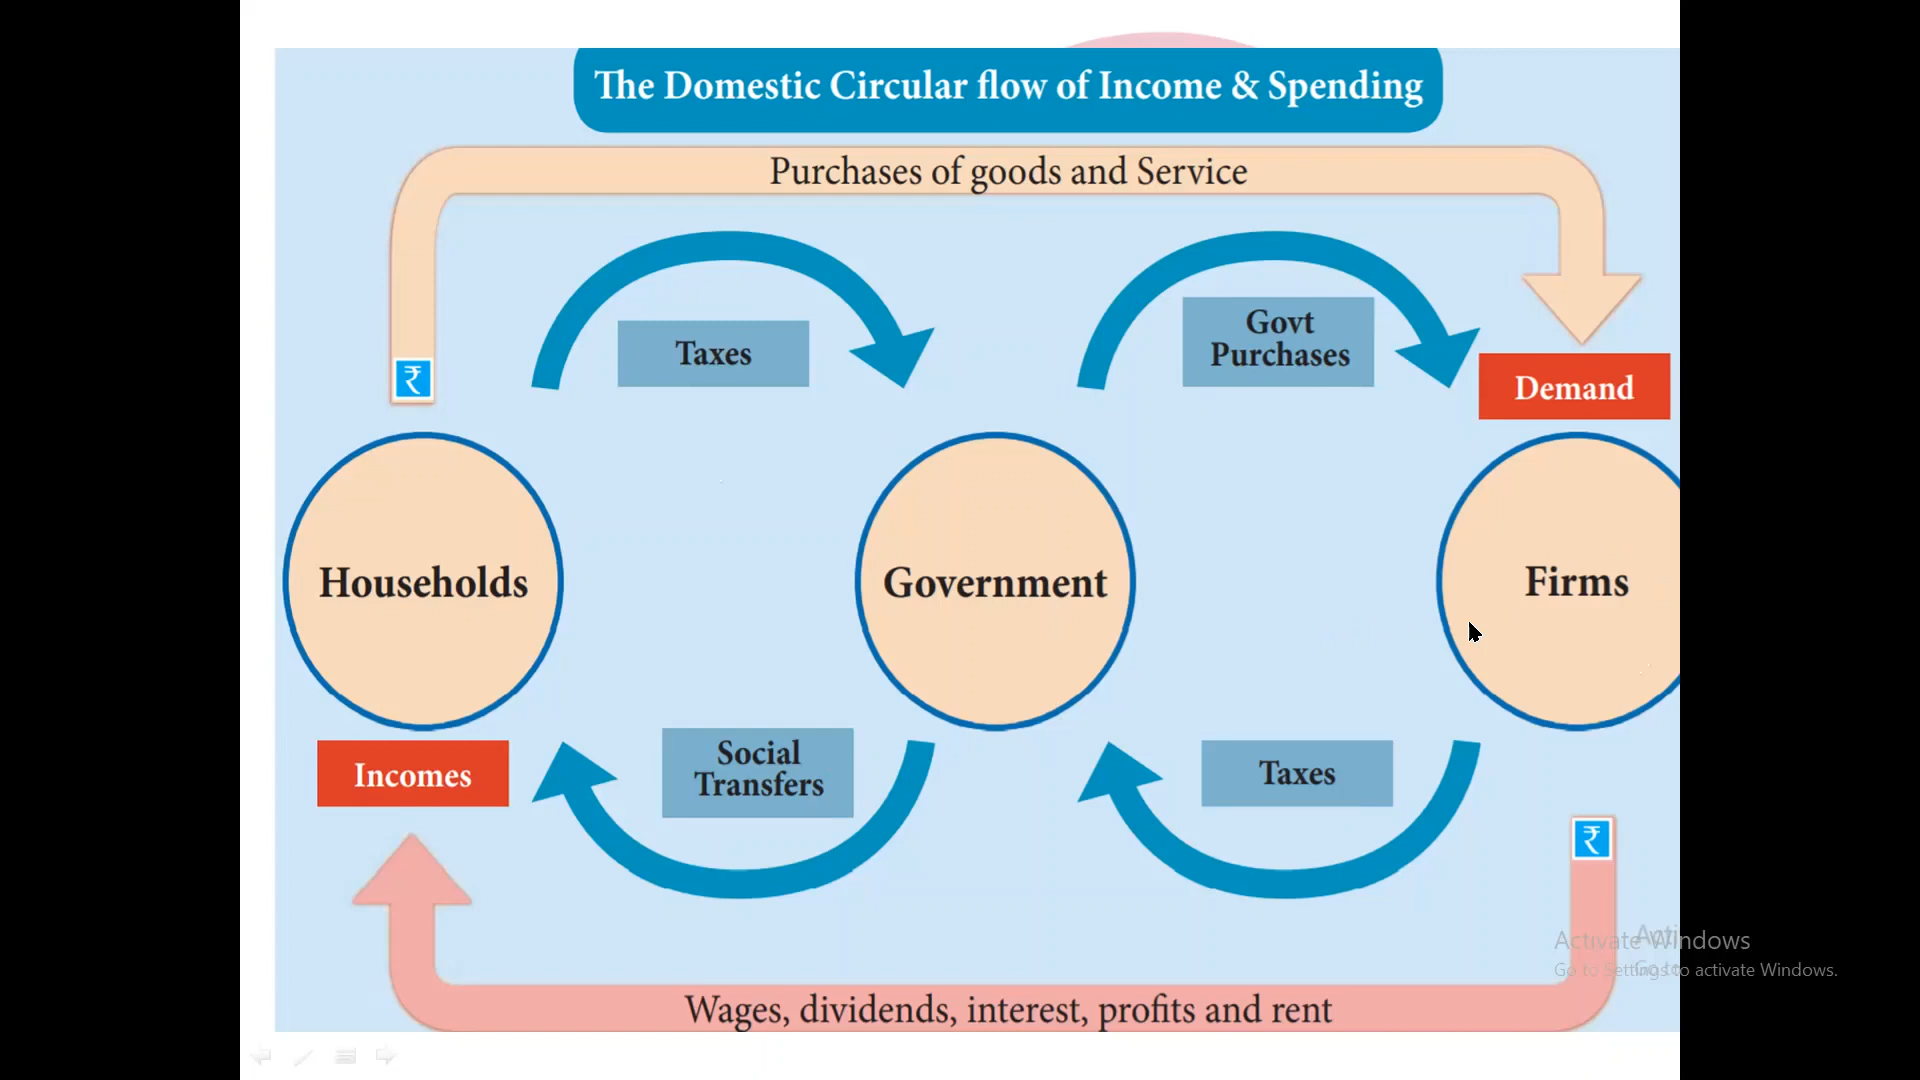 The Domestic Circular flow of Income & Spending
Purchases of goods and Service
Taxes
Govt
Purchases
₹
Demand
Households
Government
Firms
Incomes
Social
Transfers
Taxes
₹
Activate Windows
Go to Settings to activate Windows.
Wages, dividends, interest, profits and rent